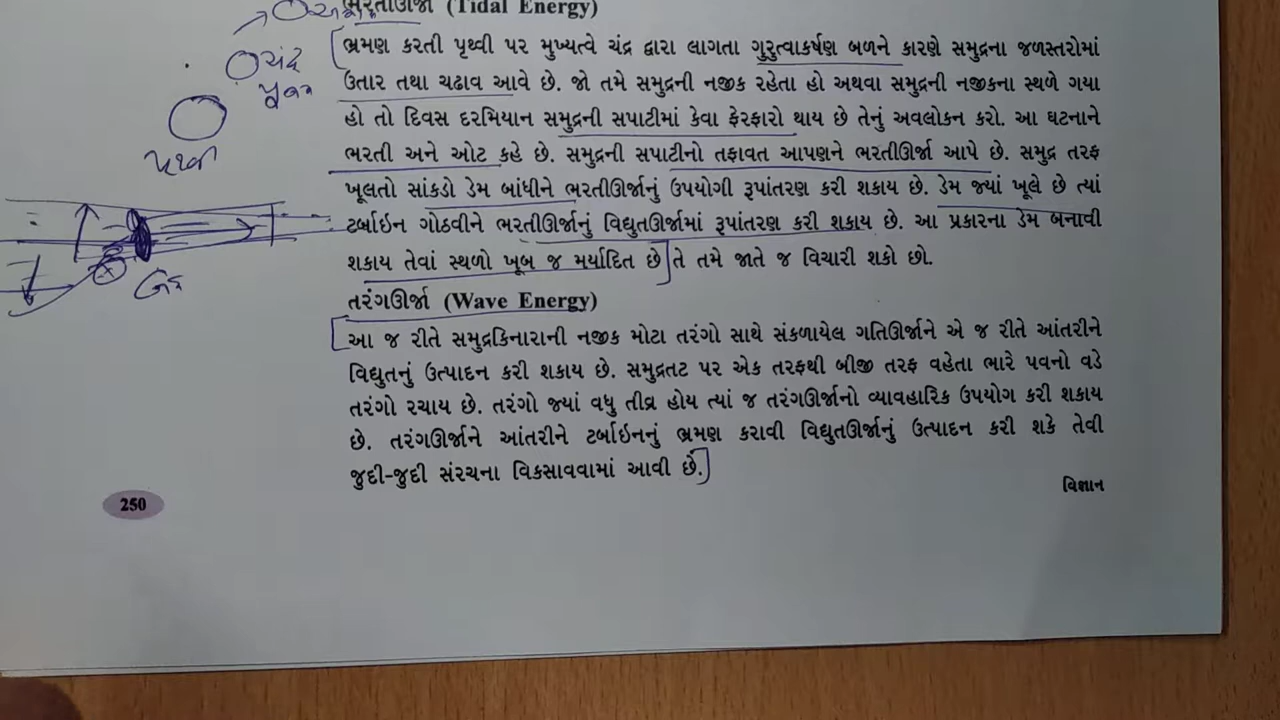 ભરતીઊર્જા (Tidal Energy)
ભ્રમણ કરતી પૃથ્વી પર મુખ્યત્વે ચંદ્ર દ્વારા લાગતા ગુરુત્વાકર્ષણ બળને કારણે સમુદ્રના જળસ્તરોમાં
ઉતાર તથા ચઢાવ આવે છે. જો તમે સમુદ્રની નજીક રહેતા હો અથવા સમુદ્રની નજીકના સ્થળે ગયા
હો તો દિવસ દરમિયાન સમુદ્રની સપાટીમાં કેવા ફેરફારો થાય છે તેનું અવલોકન કરો. આ ઘટનાને
ભરતી અને ઓટ કહે છે. સમુદ્રની સપાટીનો તફાવત આપણને ભરતીઊર્જા આપે છે. સમુદ્ર તરફ
ખૂલતો સાંકડો ડેમ બાંધીને ભરતીઊર્જાનું ઉપયોગી રૂપાંતરણ કરી શકાય છે. ડેમ જ્યાં ખૂલે છે ત્યાં
ટર્બાઇન ગોઠવીને ભરતીઊર્જાનું વિદ્યુતઊર્જામાં રૂપાંતરણ કરી શકાય છે. આ પ્રકારના ડેમ બનાવી
શકાય તેવાં સ્થળો ખૂબ જ મર્યાદિત છે તે તમે જાતે જ વિચારી શકો છો.
તરંગઊર્જા (Wave Energy)
આ જ રીતે સમુદ્રકિનારાની નજીક મોટા તરંગો સાથે સંકળાયેલ ગતિઊર્જાને એ જ રીતે આંતરીને
વિદ્યુતનું ઉત્પાદન કરી શકાય છે. સમુદ્રતટ પર એક તરફથી બીજી તરફ વહેતા ભારે પવનો વડે
તરંગો રચાય છે. તરંગો જ્યાં વધુ તીવ્ર હોય ત્યાં જ તરંગઊર્જાનો વ્યાવહારિક ઉપયોગ કરી શકાય
છે. તરંગઊર્જાને આંતરીને ટર્બાઇનનું ભ્રમણ કરાવી વિદ્યુતઊર્જાનું ઉત્પાદન કરી શકે તેવી
જુદી-જુદી સંરચના વિકસાવવામાં આવી છે.
250
વિજ્ઞાન
ચંદ્ર
પૃથ્વી